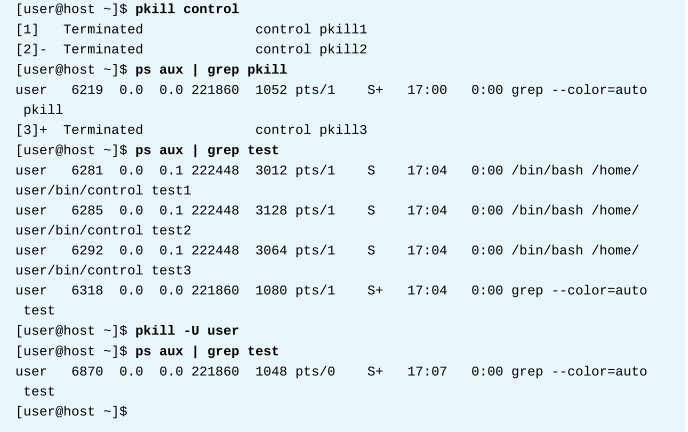 [user@host ~]$ pkill control
[1]   Terminated              control pkill1
[2]-  Terminated              control pkill2
[user@host ~]$ ps aux | grep pkill
user   6219  0.0  0.0 221860  1052 pts/1    S+   17:00   0:00 grep --color=auto
 pkill
[3]+  Terminated              control pkill3
[user@host ~]$ ps aux | grep test
user   6281  0.0  0.1 222448  3012 pts/1    S    17:04   0:00 /bin/bash /home/
user/bin/control test1
user   6285  0.0  0.1 222448  3128 pts/1    S    17:04   0:00 /bin/bash /home/
user/bin/control test2
user   6292  0.0  0.1 222448  3064 pts/1    S    17:04   0:00 /bin/bash /home/
user/bin/control test3
user   6318  0.0  0.0 221860  1080 pts/1    S+   17:04   0:00 grep --color=auto
 test
[user@host ~]$ pkill -U user
[user@host ~]$ ps aux | grep test
user   6870  0.0  0.0 221860  1048 pts/0    S+   17:07   0:00 grep --color=auto
 test
[user@host ~]$